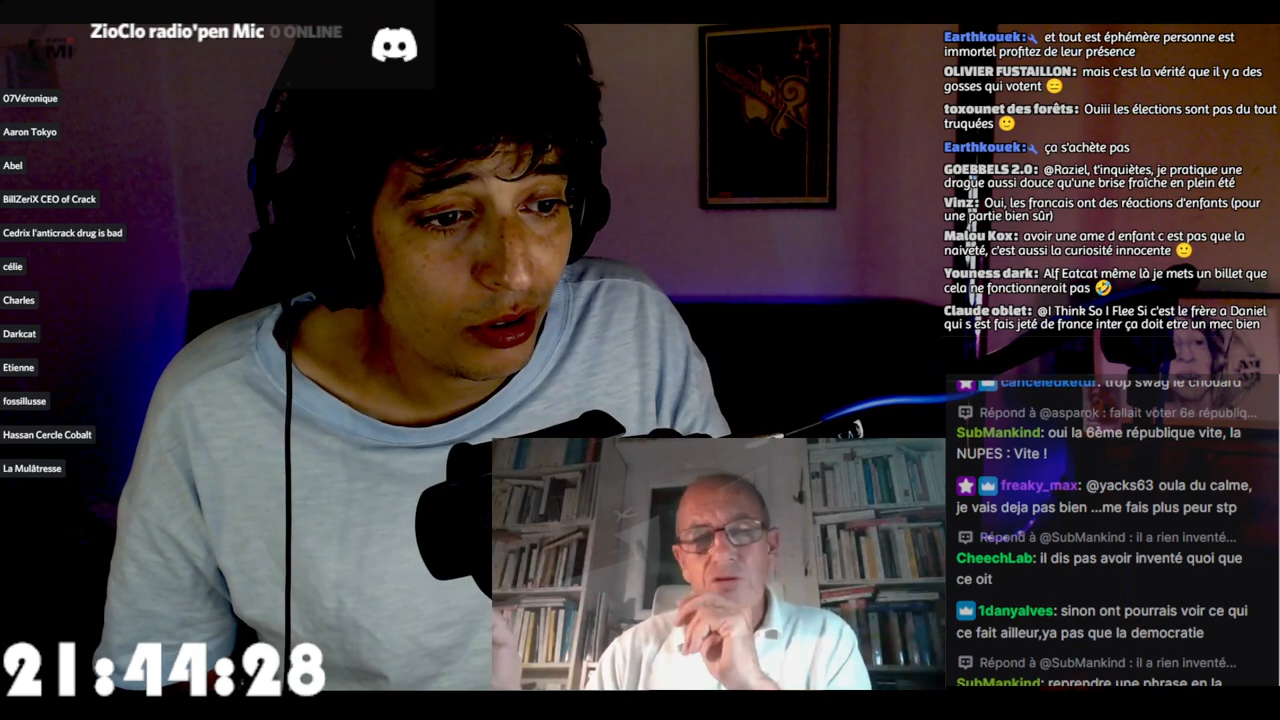 ZioClo radio'pen Mic 0 ONLINE
MI
07Véronique
Aaron Tokyo
Abel
BillZeriX CEO of Crack
Cedrix l'anticrack drug is bad
célie
Charles
Darkcat
Etienne
fossillusse
Hassan Cercle Cobalt
La Mulâtresse
21:44:28
Earthkouek: et tout est éphémère personne est
immortel profitez de leur présence
OLIVIER FUSTAILLON: mais c'est la vérité que il y a des
gosses qui votent 😑
toxounet des forêts: Ouiii les élections sont pas du tout
truquées 🙂
Earthkouek: ça s'achète pas
GOEBBELS 2.0: @Raziel, t'inquiètes, je pratique une
drague aussi douce qu'une brise fraîche en plein été
Vinz: Oui, les francais ont des réactions d'enfants (pour
une partie bien sûr)
Malou Kox: avoir une ame d enfant c est pas que la
naiveté, c'est aussi la curiosité innocente 🙂
Youness dark: Alf Eatcat même là je mets un billet que
cela ne fonctionnerait pas 🤣
Claude oblet: @I Think So I Flee Si c'est le frère a Daniel
qui s est fais jeté de france inter ça doit etre un mec bien
canceledketur: trop swag le chouard
Répond à @asparok : fallait voter 6e républiq...
SubMankind: oui la 6ème république vite, la
NUPES : Vite !
freaky_max: @yacks63 oula du calme,
je vais deja pas bien ...me fais plus peur stp
Répond à @SubMankind : il a rien inventé...
CheechLab: il dis pas avoir inventé quoi que
ce oit
1danyalves: sinon ont pourrais voir ce qui
ce fait ailleur,ya pas que la democratie
Répond à @SubMankind : il a rien inventé...
SubMankind: reprendre une phrase en la